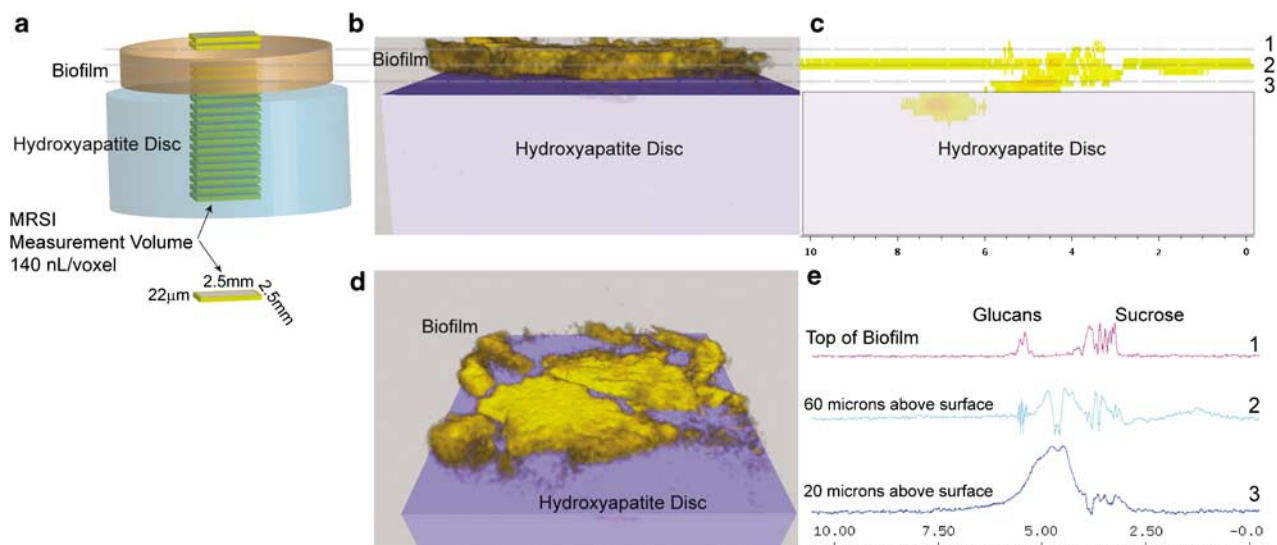 a
Biofilm
Hydroxyapatite Disc
MRSI
Measurement Volume
140 nL/voxel
2.5mm
22μm
2.5mm
b
Biofilm
Hydroxyapatite Disc
c
1
2
3
Hydroxyapatite Disc
10 8 6 4 2 0
d
Biofilm
Hydroxyapatite Disc
e
Glucans Sucrose
Top of Biofilm 1
60 microns above surface 2
20 microns above surface 3
10.00 7.50 5.00 2.50 -0.0